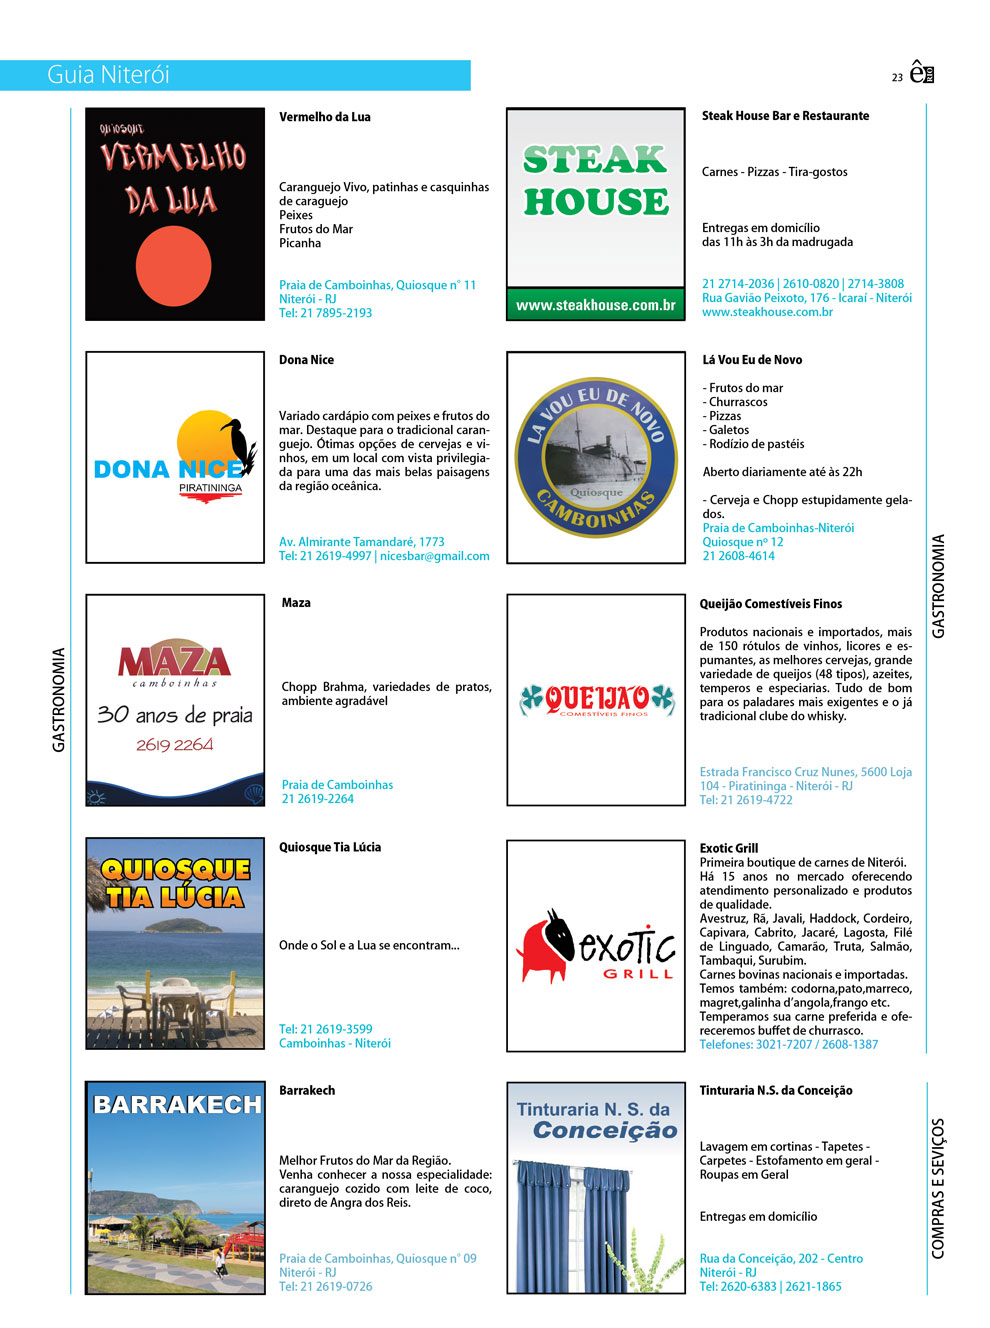 Guia Niterói
23
ê
GASTRONOMIA
QUIOSQUE
VERMELHO
DA LUA
Vermelho da Lua
Caranguejo Vivo, patinhas e casquinhas
de caraguejo
Peixes
Frutos do Mar
Picanha
Praia de Camboinhas, Quiosque n° 11
Niterói - RJ
Tel: 21 7895-2193
DONA NICE
PIRATININGA
Dona Nice
Variado cardápio com peixes e frutos do
mar. Destaque para o tradicional caran-
guejo. Ótimas opções de cervejas e vi-
nhos, em um local com vista privilegia-
da para uma das mais belas paisagens
da região oceânica.
Av. Almirante Tamandaré, 1773
Tel: 21 2619-4997 | nicesbar@gmail.com
MAZA
camboinhas
30 anos de praia
2619 2264
Maza
Chopp Brahma, variedades de pratos,
ambiente agradável
Praia de Camboinhas
21 2619-2264
QUIOSQUE
TIA LÚCIA
Quiosque Tia Lúcia
Onde o Sol e a Lua se encontram...
Tel: 21 2619-3599
Camboinhas - Niterói
BARRAKECH
Barrakech
Melhor Frutos do Mar da Região.
Venha conhecer a nossa especialidade:
caranguejo cozido com leite de coco,
direto de Angra dos Reis.
Praia de Camboinhas, Quiosque n° 09
Niterói - RJ
Tel: 21 2619-0726
STEAK
HOUSE
www.steakhouse.com.br
Steak House Bar e Restaurante
Carnes - Pizzas - Tira-gostos
Entregas em domicílio
das 11h às 3h da madrugada
21 2714-2036 | 2610-0820 | 2714-3808
Rua Gavião Peixoto, 176 - Icaraí - Niterói
www.steakhouse.com.br
LA VOU EU DE NOVO
Quiosque
CAMBOINHAS
Lá Vou Eu de Novo
- Frutos do mar
- Churrascos
- Pizzas
- Galetos
- Rodízio de pastéis
Aberto diariamente até às 22h
- Cerveja e Chopp estupidamente gela-
dos.
Praia de Camboinhas-Niterói
Quiosque nº 12
21 2608-4614
QUEIJÃO
COMESTÍVEIS FINOS
Queijão Comestíveis Finos
Produtos nacionais e importados, mais
de 150 rótulos de vinhos, licores e es-
pumantes, as melhores cervejas, grande
variedade de queijos (48 tipos), azeites,
temperos e especiarias. Tudo de bom
para os paladares mais exigentes e o já
tradicional clube do whisky.
Estrada Francisco Cruz Nunes, 5600 Loja
104 - Piratininga - Niterói - RJ
Tel: 21 2619-4722
exotic
GRILL
Exotic Grill
Primeira boutique de carnes de Niterói.
Há 15 anos no mercado oferecendo
atendimento personalizado e produtos
de qualidade.
Avestruz, Rã, Javali, Haddock, Cordeiro,
Capivara, Cabrito, Jacaré, Lagosta, Filé
de Linguado, Camarão, Truta, Salmão,
Tambaqui, Surubim.
Carnes bovinas nacionais e importadas.
Temos também: codorna,pato,marreco,
magret,galinha d'angola,frango etc.
Temperamos sua carne preferida e ofe-
receremos buffet de churrasco.
Telefones: 3021-7207 / 2608-1387
GASTRONOMIA
Tinturaria N. S. da
Conceição
Tinturaria N.S. da Conceição
Lavagem em cortinas - Tapetes -
Carpetes - Estofamento em geral -
Roupas em Geral
Entregas em domicílio
Rua da Conceição, 202 - Centro
Niterói - RJ
Tel: 2620-6383 | 2621-1865
COMPRAS E SEVIÇOS